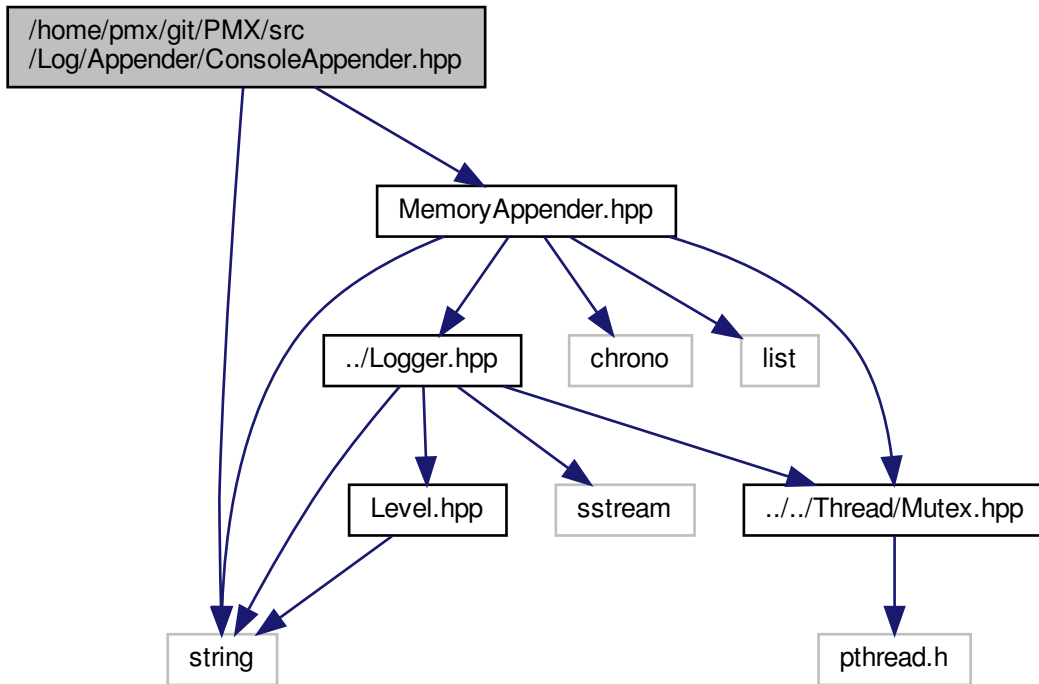 /home/pmx/git/PMX/src
/Log/Appender/ConsoleAppender.hpp
MemoryAppender.hpp
../Logger.hpp
chrono
list
Level.hpp
sstream
../../Thread/Mutex.hpp
string
pthread.h